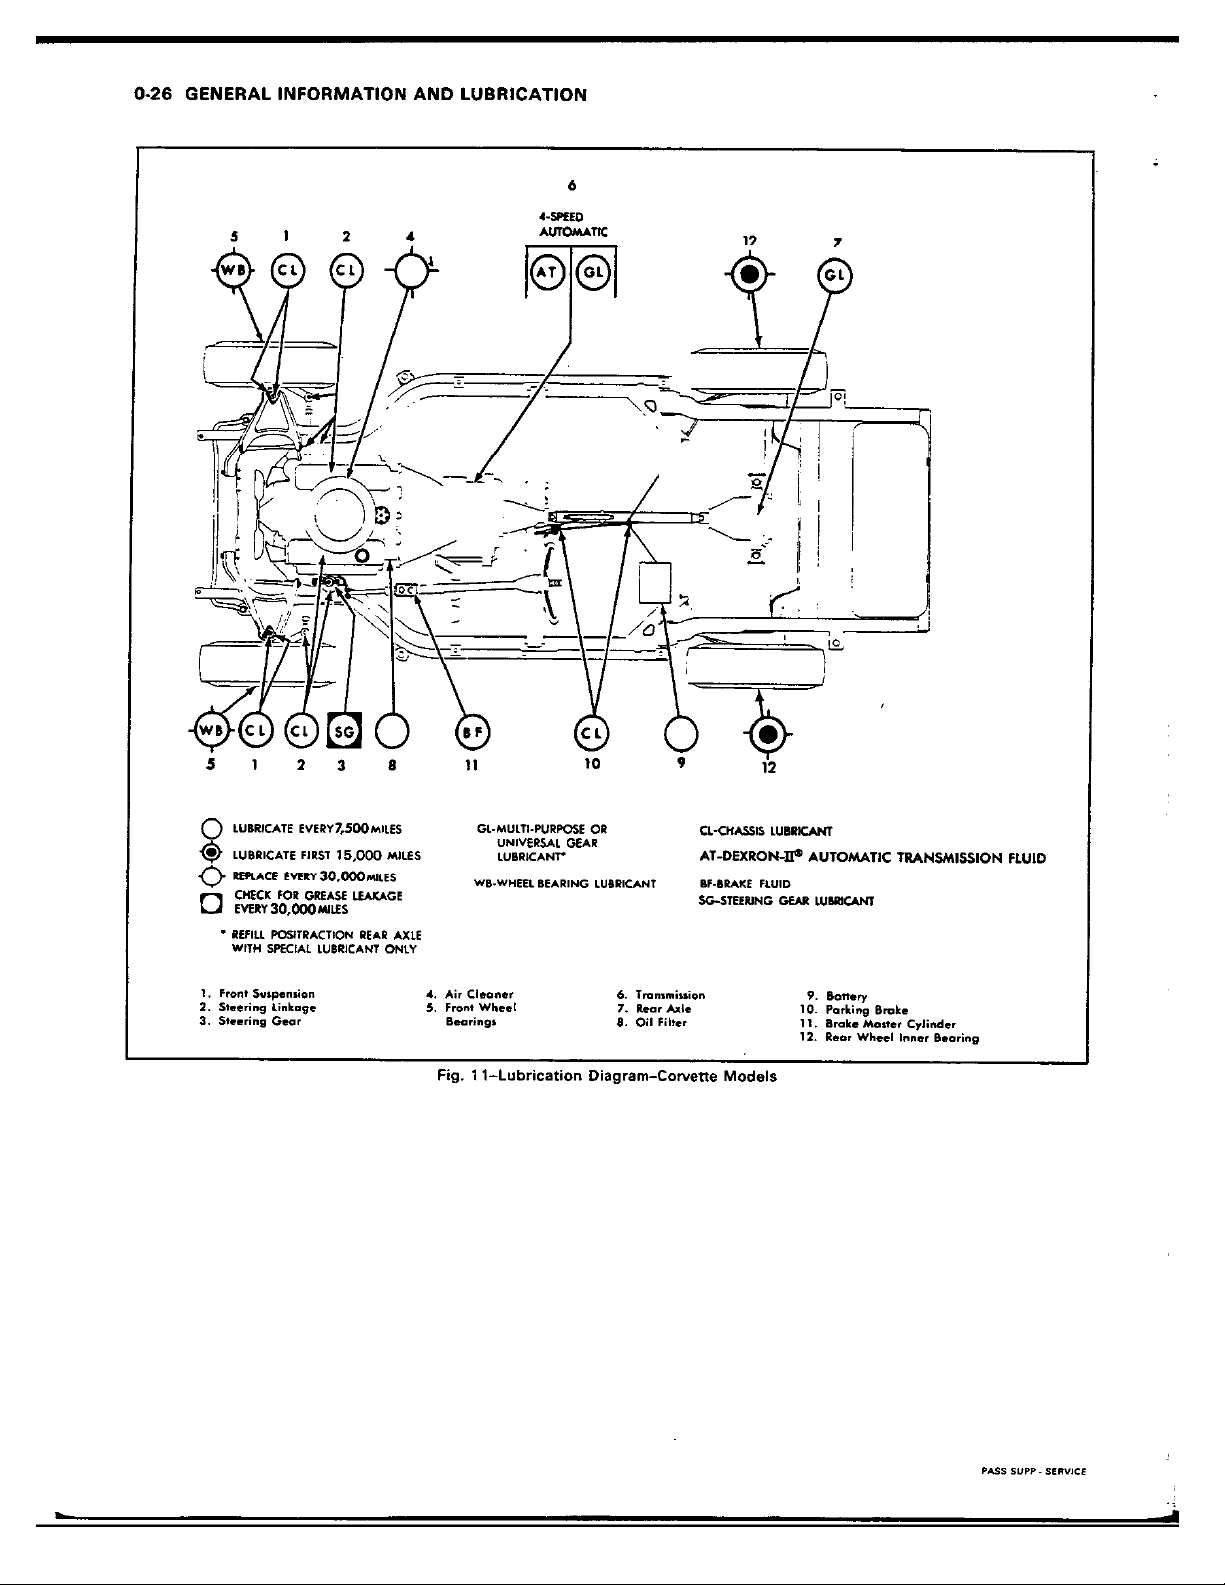 0-26 GENERAL INFORMATION AND LUBRICATION
6
4-SPEED
AUTOMATIC
5 1 2 4 12 7
WB CL CL AT GL GL
OC
WB CL CL SG BF CL
5 1 2 3 8 11 10 9 12
LUBRICATE EVERY 7,500 MILES
LUBRICATE FIRST 15,000 MILES
REPLACE EVERY 30,000 MILES
CHECK FOR GREASE LEAKAGE
EVERY 30,000 MILES
* REFILL POSITRACTION REAR AXLE
WITH SPECIAL LUBRICANT ONLY
GL-MULTI-PURPOSE OR
UNIVERSAL GEAR
LUBRICANT*
WB-WHEEL BEARING LUBRICANT
CL-CHASSIS LUBRICANT
AT-DEXRON-II® AUTOMATIC TRANSMISSION FLUID
BF-BRAKE FLUID
SG-STEERING GEAR LUBRICANT
1. Front Suspension
2. Steering Linkage
3. Steering Gear
4. Air Cleaner
5. Front Wheel
Bearings
6. Transmission
7. Rear Axle
8. Oil Filter
9. Battery
10. Parking Brake
11. Brake Master Cylinder
12. Rear Wheel Inner Bearing
Fig. 11-Lubrication Diagram-Corvette Models
PASS SUPP - SERVICE